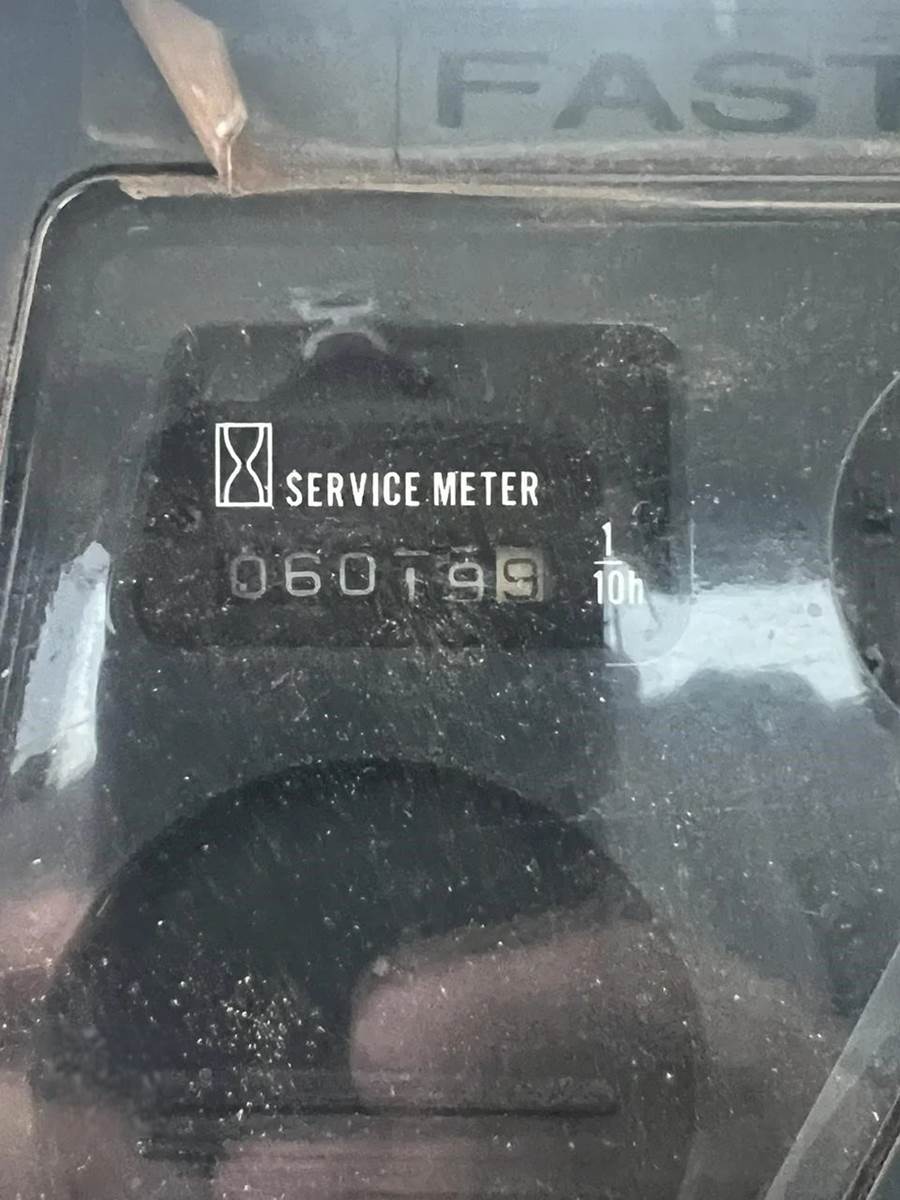 FAST
SERVICE METER
060199
1
10h